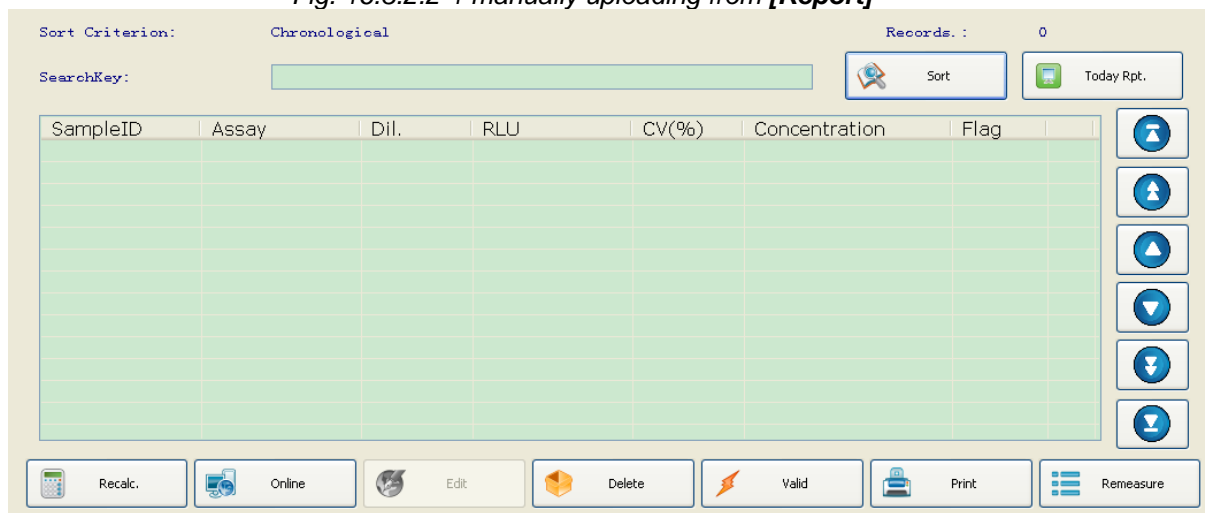 Fig. 13.3.2.2-1 manually uploading from [Report]
Sort Criterion: Chronological Records.: 0
SearchKey: Sort Today Rpt.
SampleID Assay Dil. RLU CV(%) Concentration Flag
Recalc. Online Edit Delete Valid Print Remeasure